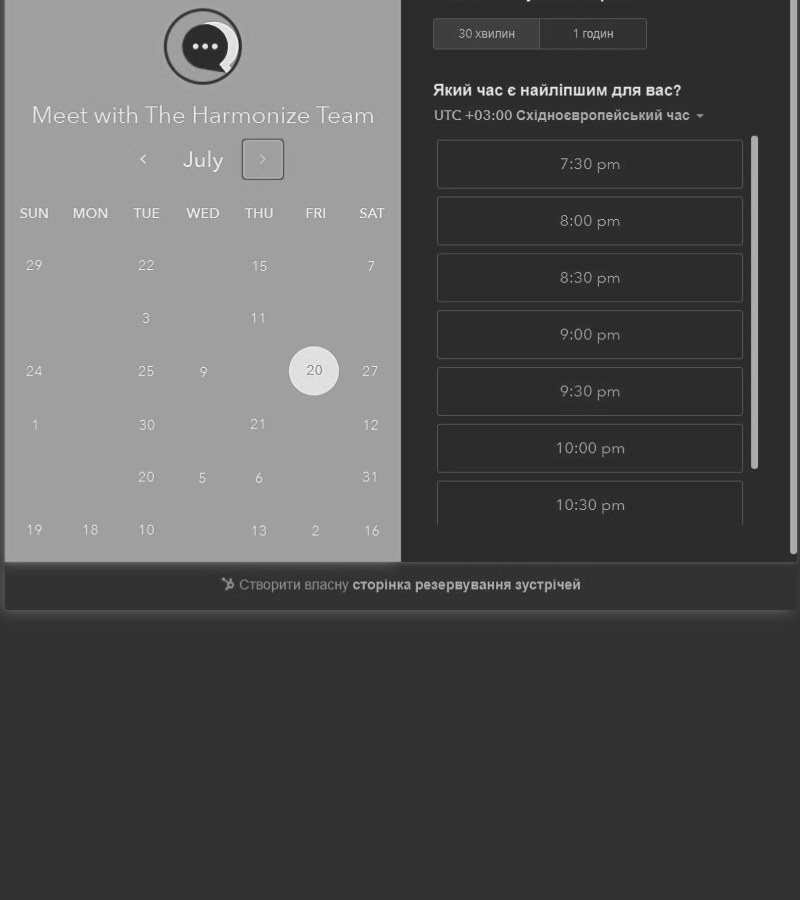 Meet with The Harmonize Team
July
SUN MON TUE WED THU FRI SAT
29 22 15 7
3 11
24 25 9 20 27
1 30 21 12
20 5 6 31
19 18 10 13 2 16
30 хвилин 1 годин
Який час є найліпшим для вас?
UTC +03:00 Східноєвропейський час
7:30 pm
8:00 pm
8:30 pm
9:00 pm
9:30 pm
10:00 pm
10:30 pm
Створити власну сторінка резервування зустрічей